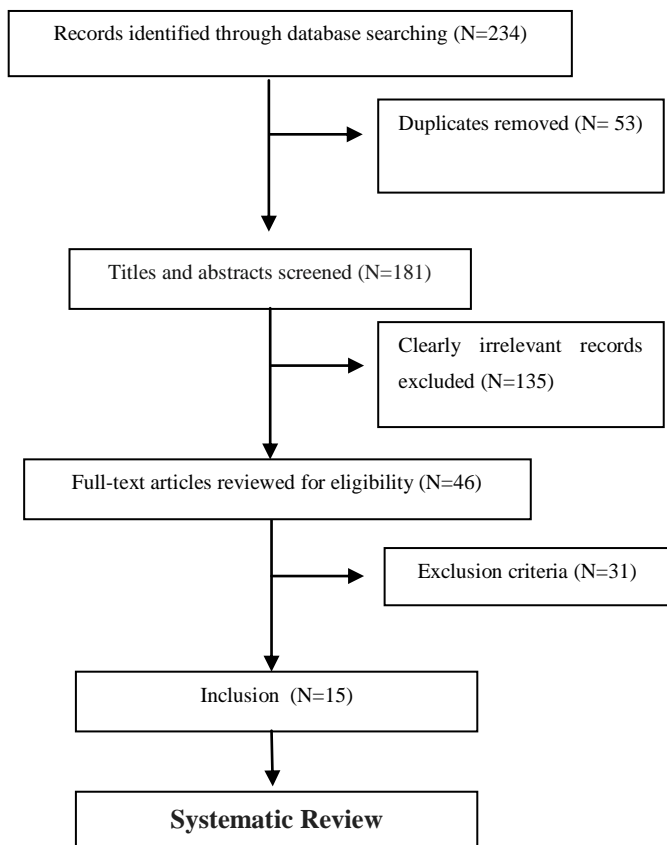 Records identified through database searching (N=234)
Duplicates removed (N= 53)
Titles and abstracts screened (N=181)
Clearly irrelevant records
excluded (N=135)
Full-text articles reviewed for eligibility (N=46)
Exclusion criteria (N=31)
Inclusion (N=15)
Systematic Review